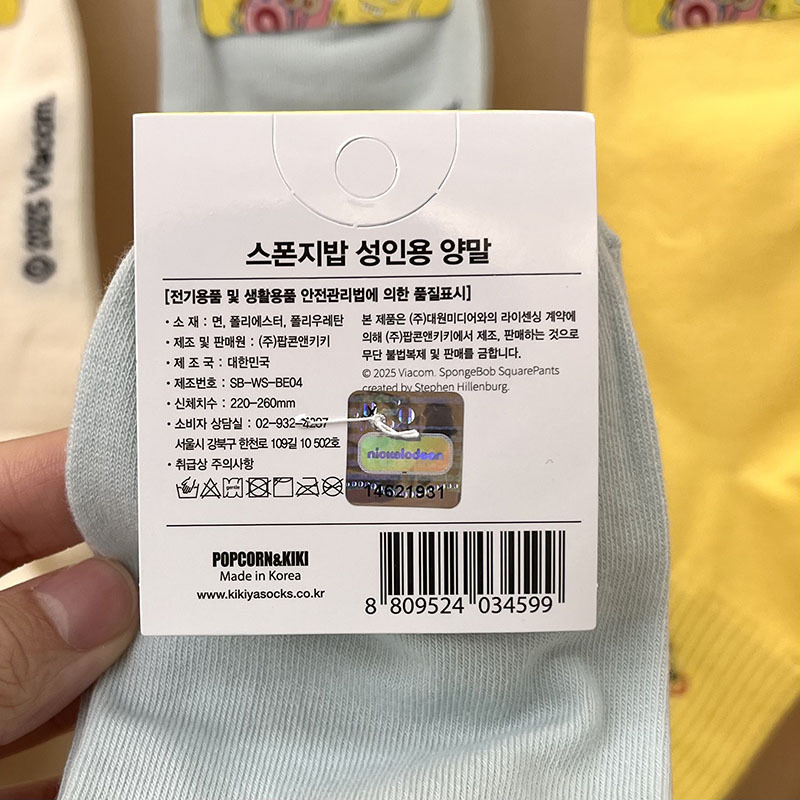 © 2025 Viacom.
스폰지밥 성인용 양말
[전기용품 및 생활용품 안전관리법에 의한 품질표시]
• 소 재 : 면, 폴리에스터, 폴리우레탄
• 제조 및 판매원 : (주)팝콘앤키키
• 제 조 국 : 대한민국
• 제조번호 : SB-WS-BE04
• 신체치수 : 220-260mm
• 소비자 상담실 : 02-932-4287
서울시 강북구 한천로 109길 10 502호
• 취급상 주의사항
본 제품은 (주)대원미디어와의 라이센싱 계약에
의해 (주)팝콘앤키키에서 제조, 판매하는 것으로
무단 불법복제 및 판매를 금합니다.
© 2025 Viacom. SpongeBob SquarePants
created by Stephen Hillenburg.
nickelodeon
14621931
POPCORN&KIKI
Made in Korea
www.kikiyasocks.co.kr
8 809524 034599